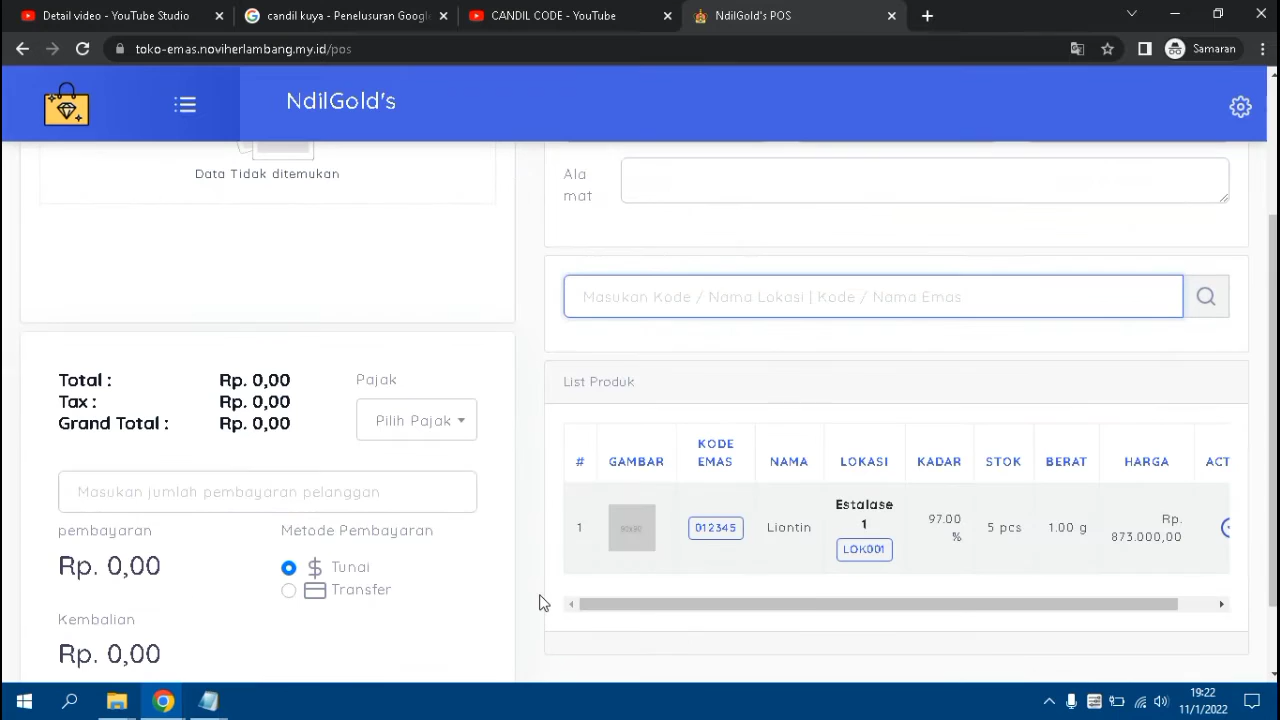 Detail video - YouTube Studio
candil kuya - Penelusuran Googl
CANDIL CODE - YouTube
NdilGold's POS
toko-emas.noviherlambang.my.id/pos
Samaran
NdilGold's
Data Tidak ditemukan
Ala
mat
Masukan Kode / Nama Lokasi | Kode / Nama Emas
Total :
Rp. 0,00
Pajak
Tax :
Rp. 0,00
Grand Total :
Rp. 0,00
Pilih Pajak
Masukan jumlah pembayaran pelanggan
pembayaran
Metode Pembayaran
Rp. 0,00
Tunai
Transfer
Kembalian
Rp. 0,00
List Produk
#
GAMBAR
KODE
EMAS
NAMA
LOKASI
KADAR
STOK
BERAT
HARGA
ACT
1
012345
Liontin
Estalase
1
LOK001
97.00
%
5 pcs
1.00 g
Rp.
873.000,00
19:22
11/1/2022